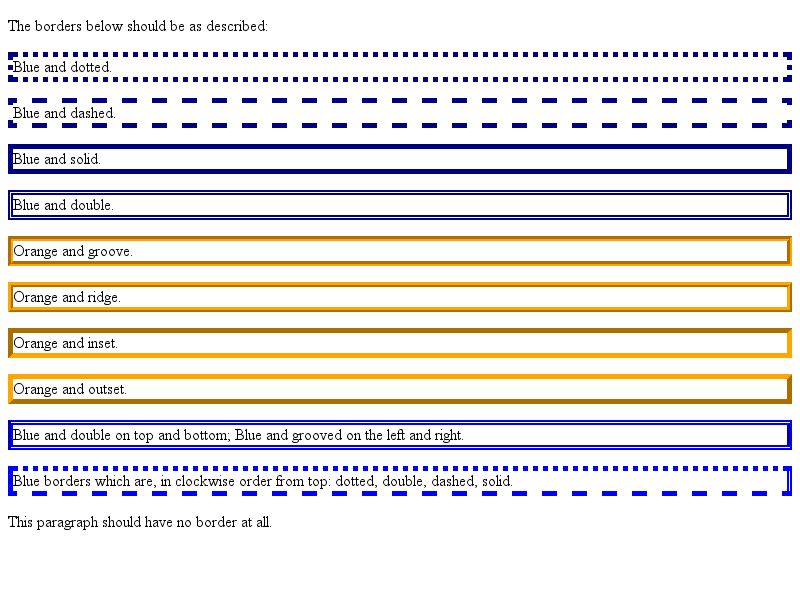 The borders below should be as described:
Blue and dotted.
Blue and dashed.
Blue and solid.
Blue and double.
Orange and groove.
Orange and ridge.
Orange and inset.
Orange and outset.
Blue and double on top and bottom; Blue and grooved on the left and right.
Blue borders which are, in clockwise order from top: dotted, double, dashed, solid.
This paragraph should have no border at all.